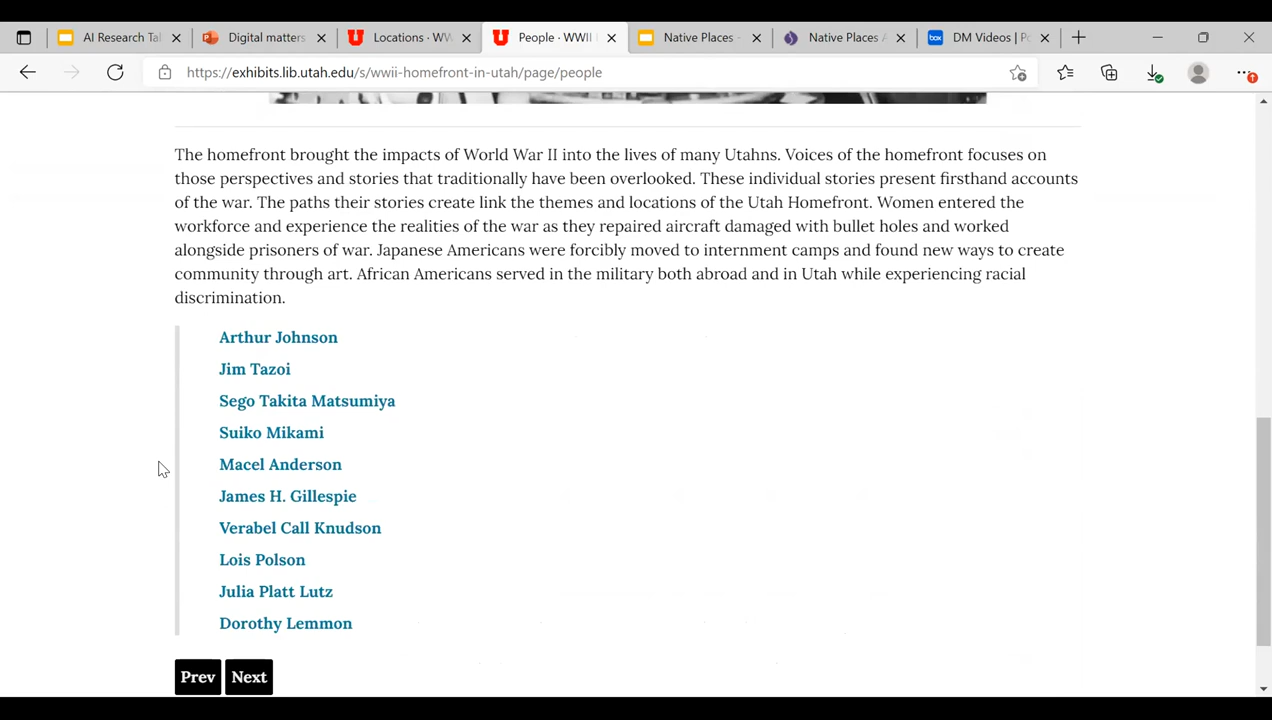 AI Research Tal
Digital matters
Locations · WW
People · WWII
Native Places -
Native Places A
DM Videos | Po
https://exhibits.lib.utah.edu/s/wwii-homefront-in-utah/page/people
The homefront brought the impacts of World War II into the lives of many Utahns. Voices of the homefront focuses on
those perspectives and stories that traditionally have been overlooked. These individual stories present firsthand accounts
of the war. The paths their stories create link the themes and locations of the Utah Homefront. Women entered the
workforce and experience the realities of the war as they repaired aircraft damaged with bullet holes and worked
alongside prisoners of war. Japanese Americans were forcibly moved to internment camps and found new ways to create
community through art. African Americans served in the military both abroad and in Utah while experiencing racial
discrimination.
Arthur Johnson
Jim Tazoi
Sego Takita Matsumiya
Suiko Mikami
Macel Anderson
James H. Gillespie
Verabel Call Knudson
Lois Polson
Julia Platt Lutz
Dorothy Lemmon
Prev Next